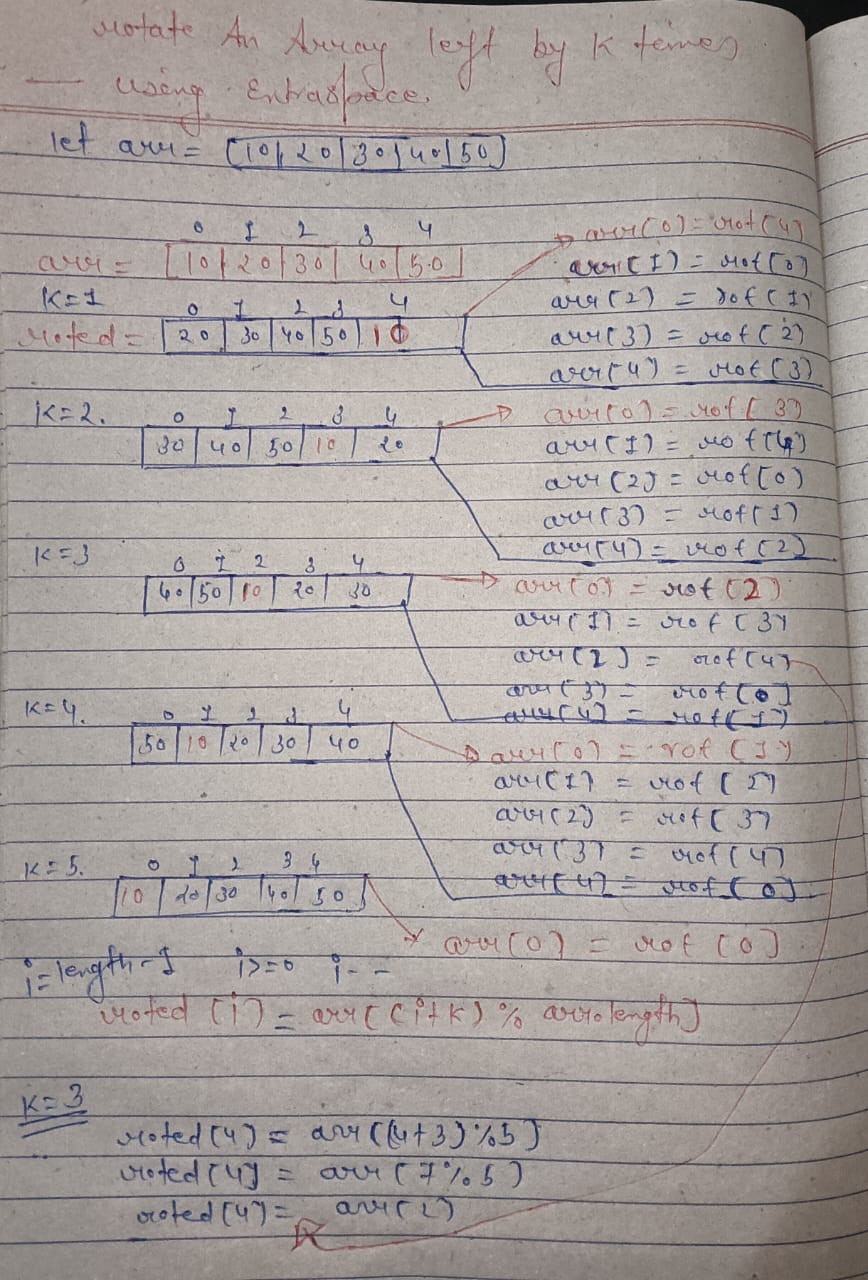 rotate An Array left by K times
— using Extraspace.
let arr = [10|20|30|40|50]
0 1 2 3 4
arr = [10|20|30|40|50]
K=1
0 1 2 3 4
roted = [20|30|40|50|10]
arr[0] = rot[4]
arr[1] = rot[0]
arr[2] = rot[1]
arr[3] = rot[2]
arr[4] = rot[3]
K=2.
0 1 2 3 4
30|40|50|10|20
arr[0] = rot[3]
arr[1] = rot[4]
arr[2] = rot[0]
arr[3] = rot[1]
arr[4] = rot[2]
K=3
0 1 2 3 4
40|50|10|20|30
arr[0] = rot[2]
arr[1] = rot[3]
arr[2] = rot[4]
arr[3] = rot[0]
arr[4] = rot[1]
K=4.
0 1 2 3 4
50|10|20|30|40
arr[0] = rot[1]
arr[1] = rot[2]
arr[2] = rot[3]
arr[3] = rot[4]
arr[4] = rot[0]
K=5.
0 1 2 3 4
10|20|30|40|50
arr[0] = rot[0]
i=length-1 i>=0 i--
roted[i] = arr[(i+K) % arr.length]
K=3
roted[4] = arr[(4+3)%5]
roted[4] = arr[7%5]
roted[4] = arr[2]